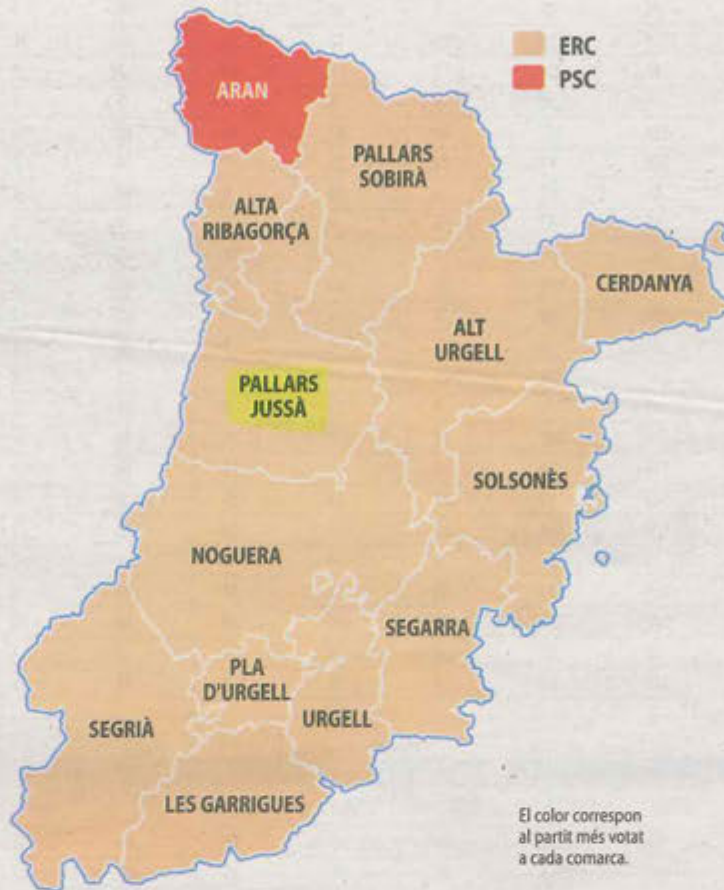 ERC
PSC
ARAN
PALLARS
SOBIRÀ
ALTA
RIBAGORÇA
CERDANYA
ALT
URGELL
PALLARS
JUSSÀ
SOLSONÈS
NOGUERA
SEGARRA
PLA
D'URGELL
URGELL
SEGRIÀ
LES GARRIGUES
El color correspon
al partit més votat
a cada comarca.